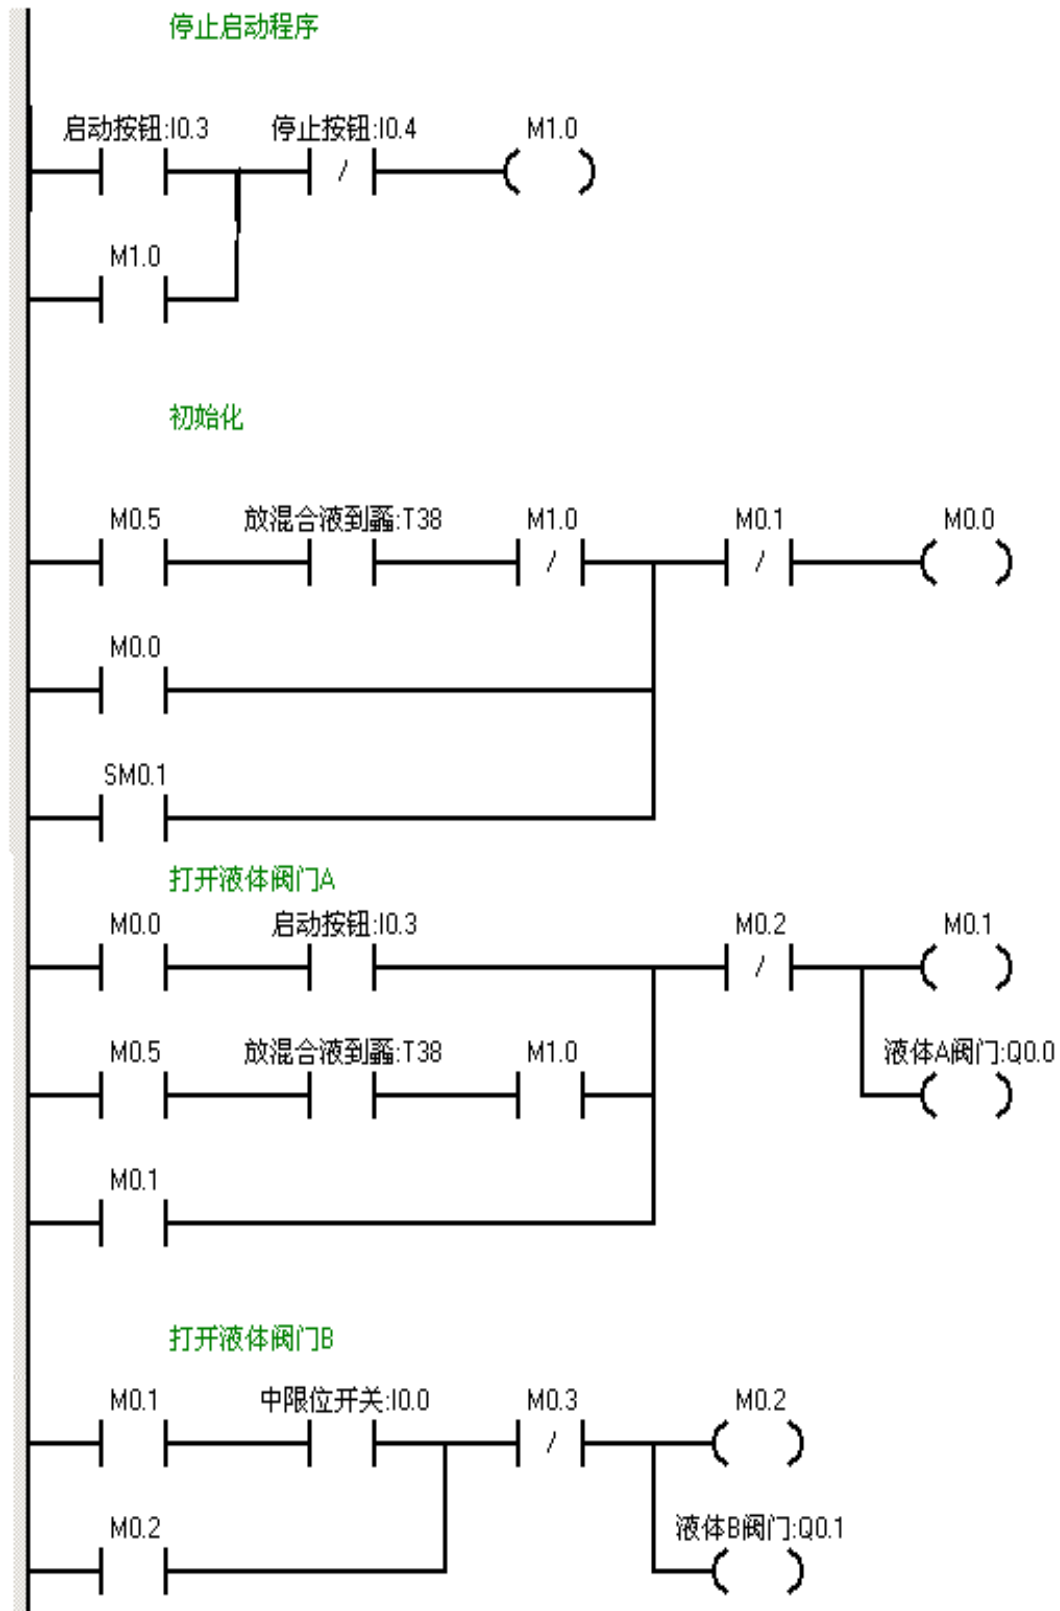 停止启动程序
启动按钮:I0.3 停止按钮:I0.4 M1.0
/
M1.0
初始化
M0.5 放混合液到:T38 M1.0 M0.1 M0.0
/ /
M0.0
SM0.1
打开液体阀门A
M0.0 启动按钮:I0.3 M0.2 M0.1
/
M0.5 放混合液到:T38 M1.0 液体A阀门:Q0.0
M0.1
打开液体阀门B
M0.1 中限位开关:I0.0 M0.3 M0.2
/
M0.2 液体B阀门:Q0.1